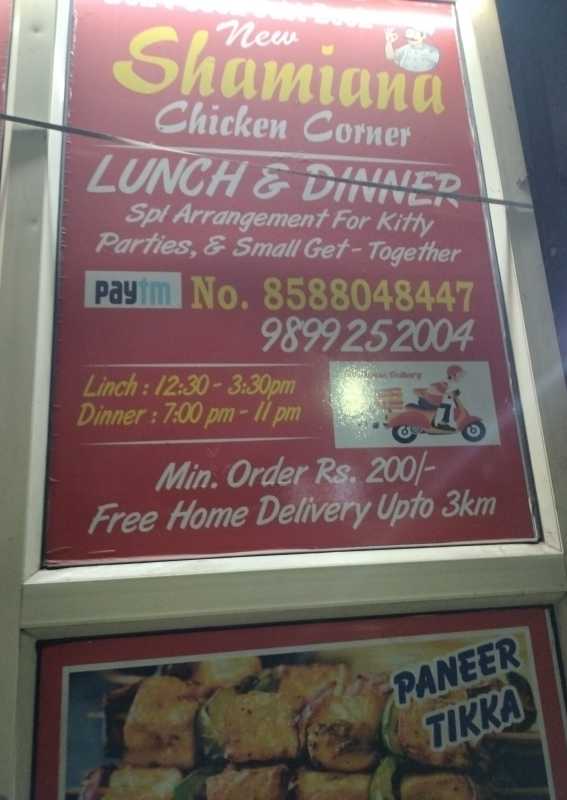 New
Shamiana
Chicken Corner
LUNCH & DINNER
Spl Arrangement For Kitty
Parties, & Small Get - Together
paytm No. 8588048447
9899252004
Linch : 12:30 - 3:30pm
Dinner : 7:00 pm - 11 pm
Min. Order Rs. 200/-
Free Home Delivery Upto 3km
PANEER
TIKKA